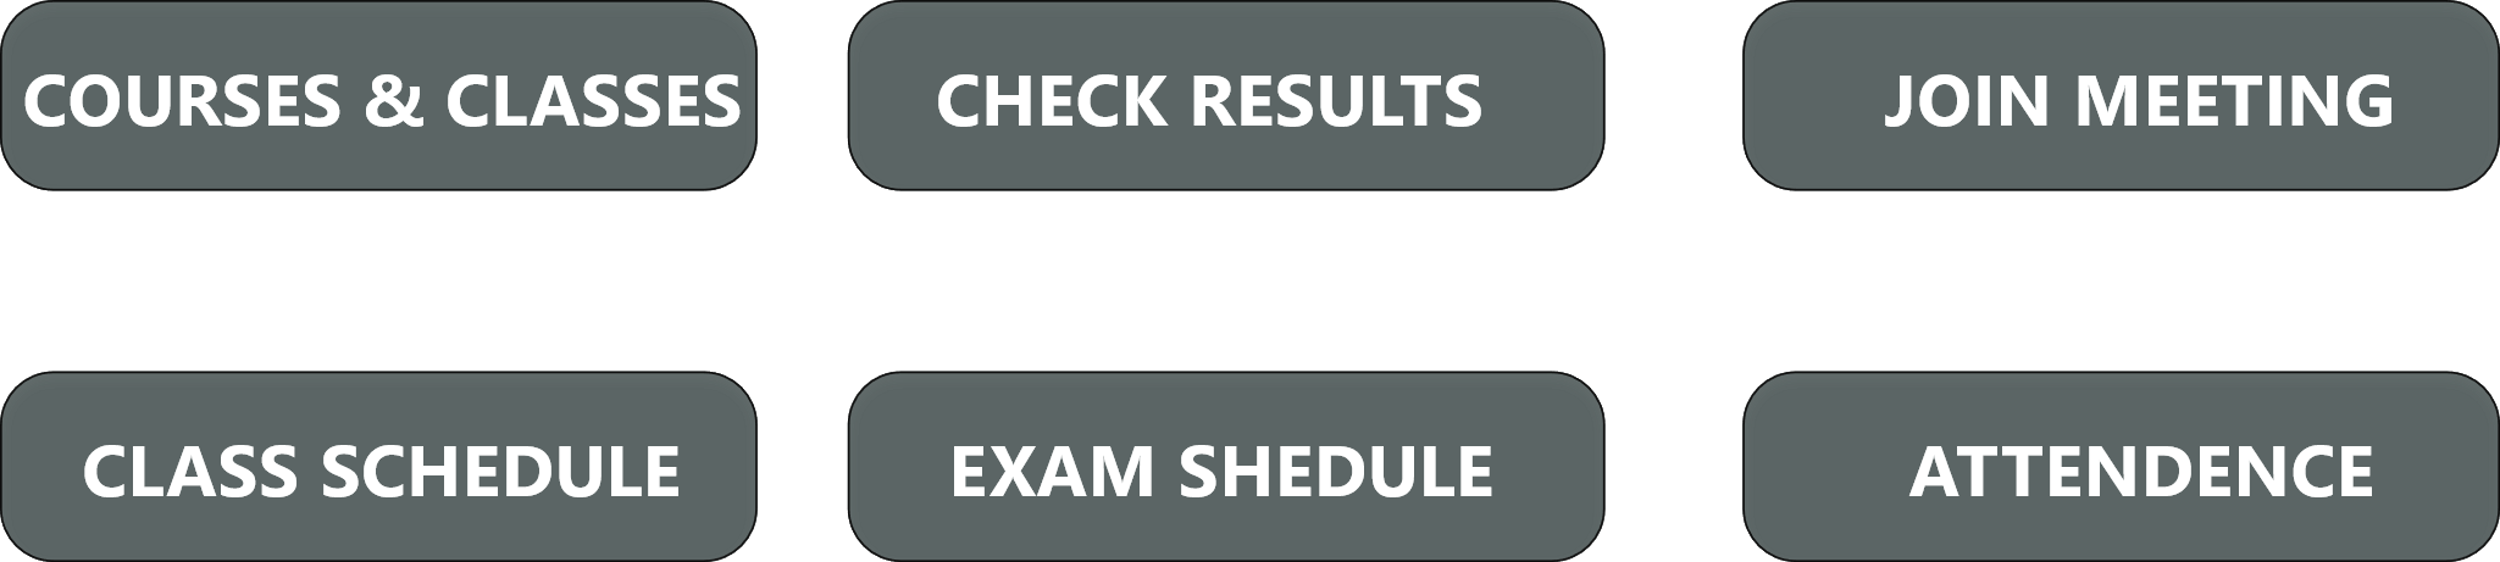 COURSES & CLASSES
CHECK RESULTS
JOIN MEETING
CLASS SCHEDULE
EXAM SHEDULE
ATTENDENCE